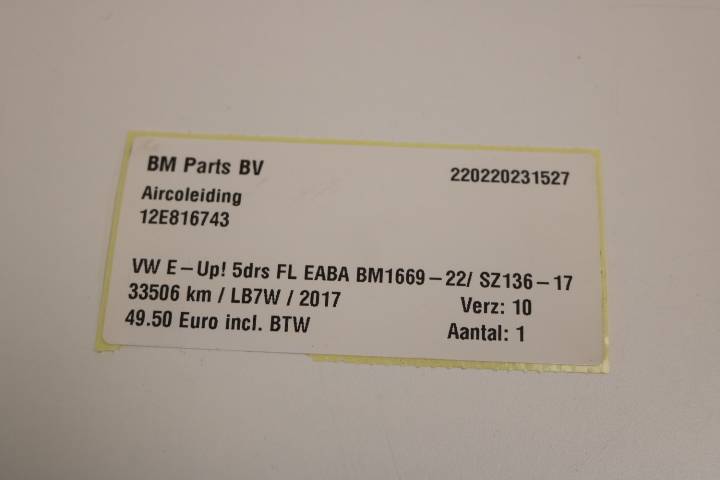 BM Parts BV 220220231527
Aircoleiding
12E816743
VW E-Up! 5drs FL EABA BM1669-22/ SZ136-17
33506 km / LB7W / 2017 Verz: 10
49.50 Euro incl. BTW Aantal: 1